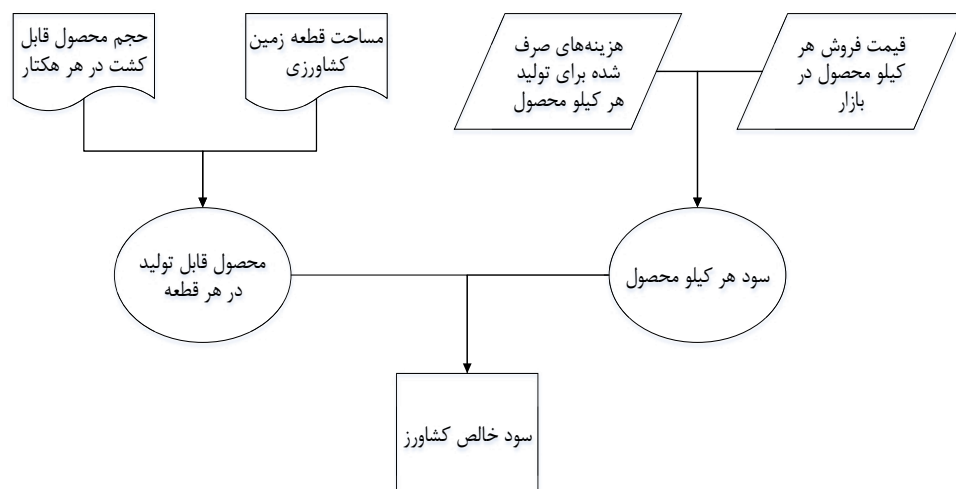 قیمت فروش هر
کیلو محصول در
بازار
هزینه‌های صرف
شده برای تولید
هر کیلو محصول
مساحت قطعه زمین
کشاورزی
حجم محصول قابل
کشت در هر هکتار
سود هر کیلو محصول
محصول قابل تولید
در هر قطعه
سود خالص کشاورز